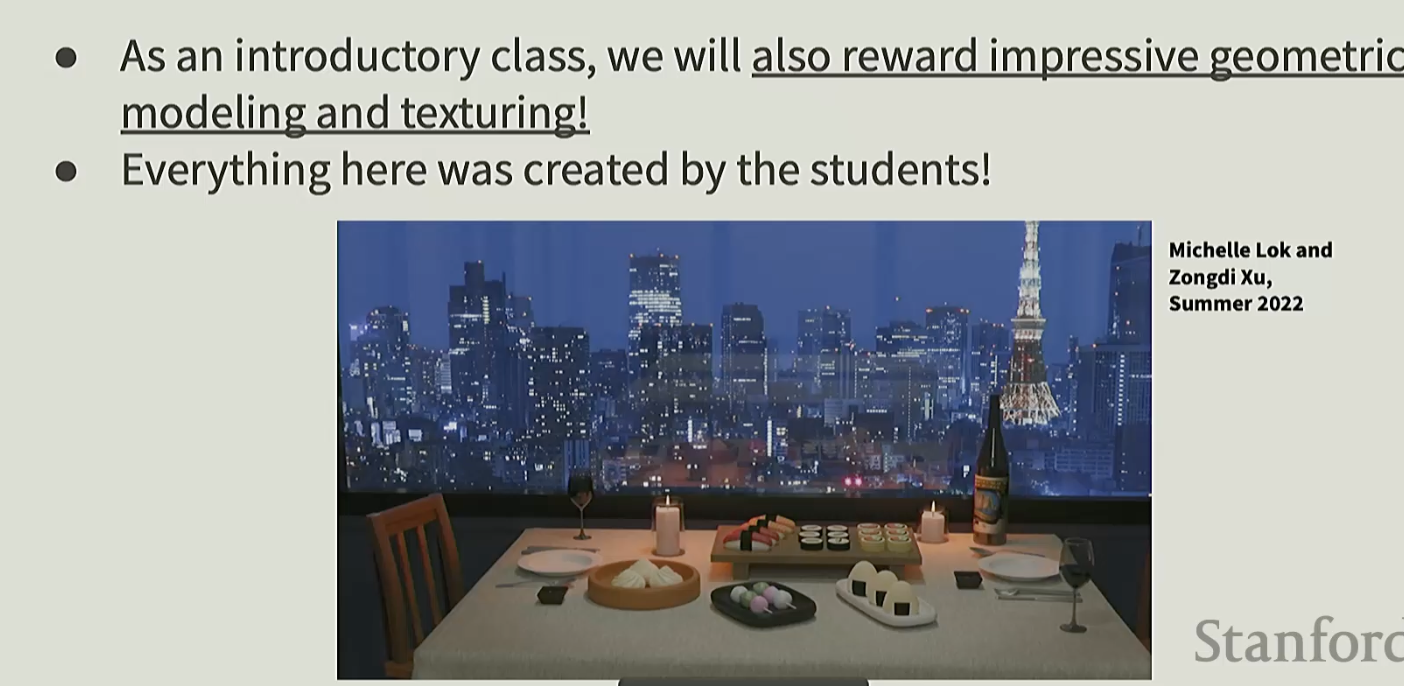 ● As an introductory class, we will also reward impressive geometric
modeling and texturing!
● Everything here was created by the students!
Michelle Lok and
Zongdi Xu,
Summer 2022
Stanford